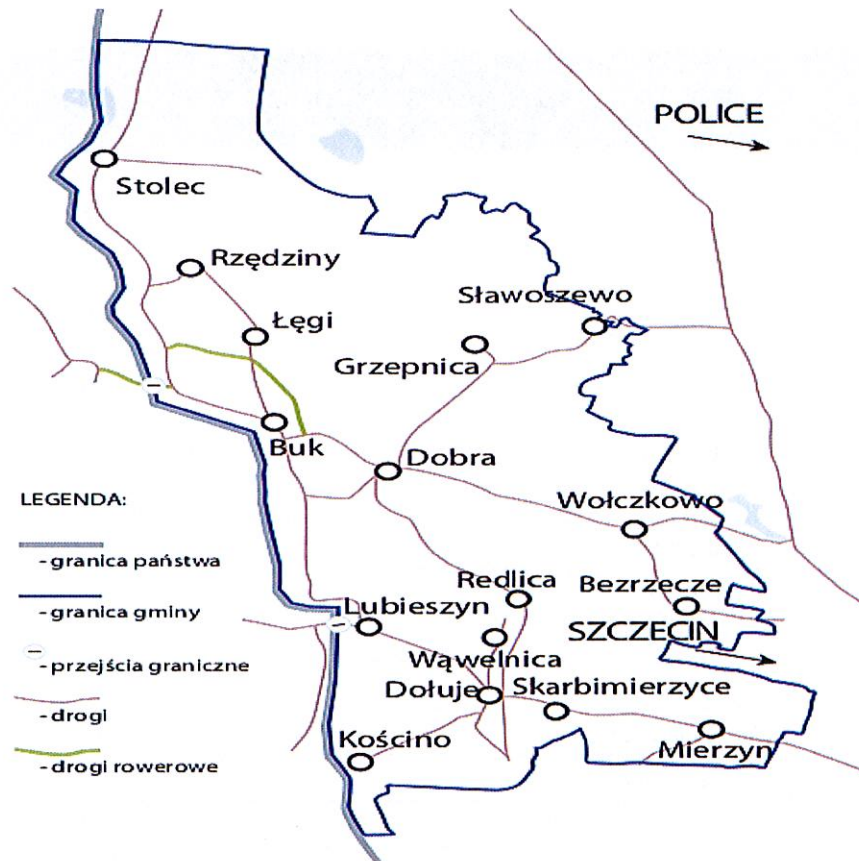 POLICE
Stolec
Rzędziny
Sławoszewo
Łęgi
Grzepnica
Buk
Dobra
LEGENDA:
Wołczkowo
- granica państwa
Redlica
Bezrzecze
- granica gminy
Lubieszyn
SZCZECIN
Wąwelnica
- przejścia graniczne
Dołuje
Skarbimierzyce
- drogi
Kościno
Mierzyn
- drogi rowerowe